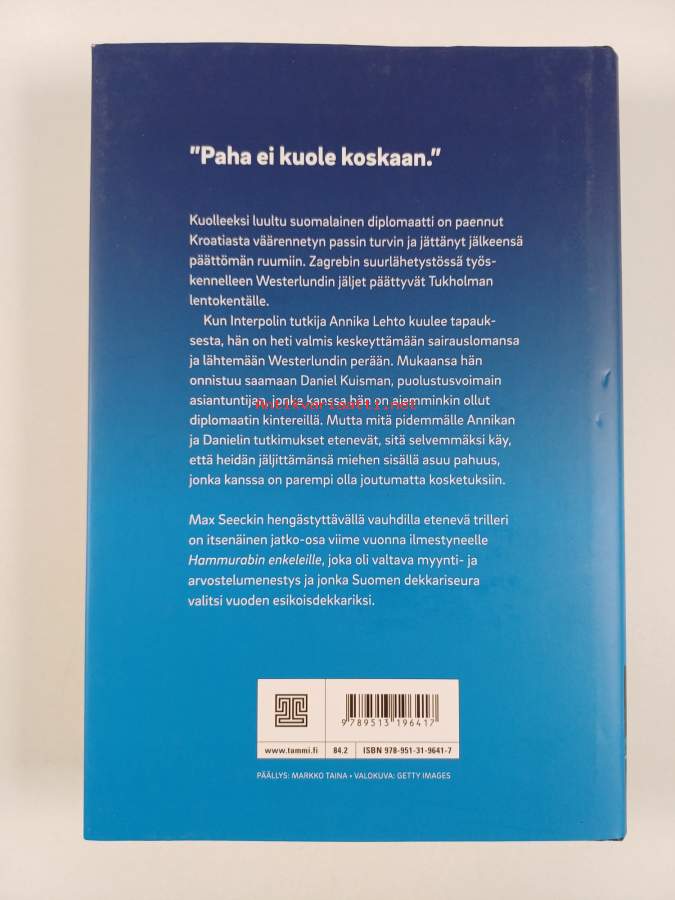 "Paha ei kuole koskaan."
Kuolleeksi luultu suomalainen diplomaatti on paennut
Kroatiasta väärennetyn passin turvin ja jättänyt jälkeensä
päättömän ruumiin. Zagrebin suurlähetystössä työs-
kennelleen Westerlundin jäljet päättyvät Tukholman
lentokentälle.
Kun Interpolin tutkija Annika Lehto kuulee tapauk-
sesta, hän on heti valmis keskeyttämään sairauslomansa
ja lähtemään Westerlundin perään. Mukaansa hän
onnistuu saamaan Daniel Kuisman, puolustusvoimain
asiantuntijan, jonka kanssa hän on aiemminkin ollut
Antikvariaatti.net
diplomaatin kintereillä. Mutta mitä pidemmälle Annikan
ja Danielin tutkimukset etenevät, sitä selvemmäksi käy,
että heidän jäljittämänsä miehen sisällä asuu pahuus,
jonka kanssa on parempi olla joutumatta kosketuksiin.
Max Seeckin hengästyttävällä vauhdilla etenevä trilleri
on itsenäinen jatko-osa viime vuonna ilmestyneelle
Hammurabin enkeleille, joka oli valtava myynti- ja
arvostelumenestys ja jonka Suomen dekkariseura
valitsi vuoden esikoisdekkariksi.
9 789513 196417
www.tammi.fi 84.2 ISBN 978-951-31-9641-7
PÄÄLLYS: MARKKO TAINA • VALOKUVA: GETTY IMAGES